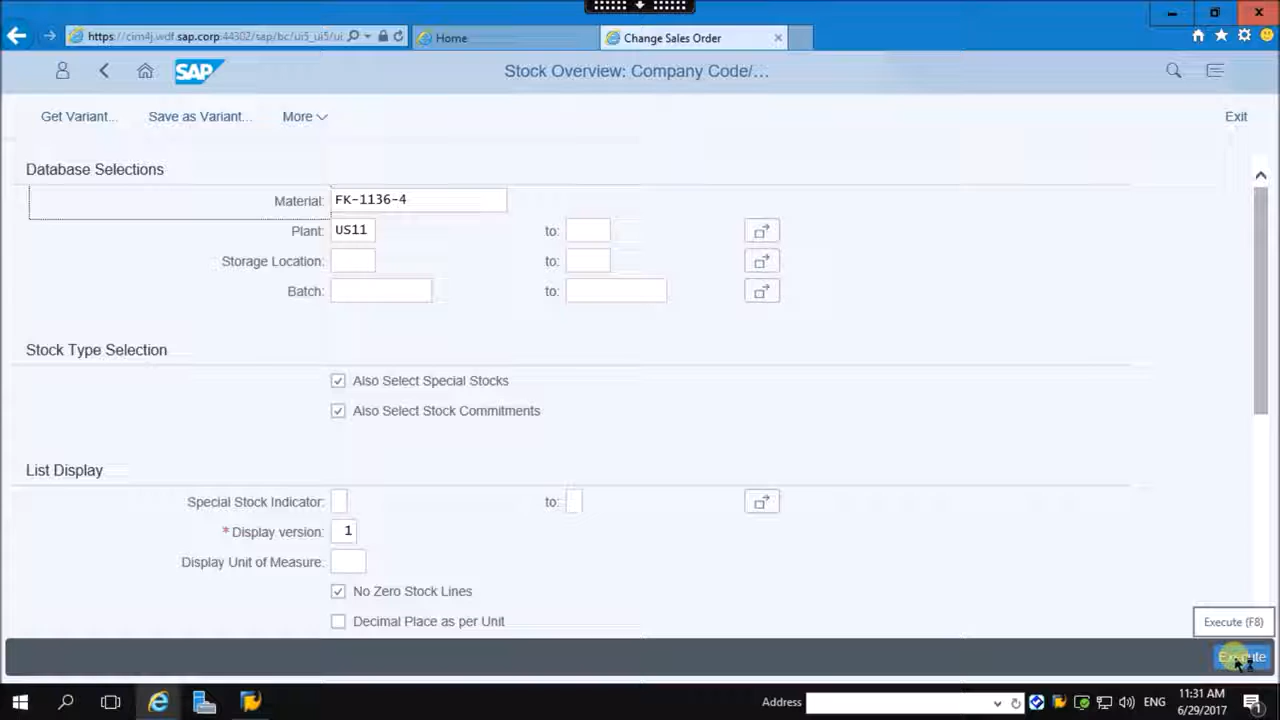 https://cim4j.wdf.sap.corp:44302/sap/bc/ui5_ui5/ui
Home
Change Sales Order
SAP
Stock Overview: Company Code/...
Get Variant...
Save as Variant...
More
Exit
Database Selections
Material: FK-1136-4
Plant: US11 to:
Storage Location: to:
Batch: to:
Stock Type Selection
Also Select Special Stocks
Also Select Stock Commitments
List Display
Special Stock Indicator: to:
* Display version: 1
Display Unit of Measure:
No Zero Stock Lines
Decimal Place as per Unit
Execute (F8)
Execute
Address
ENG
11:31 AM
6/29/2017
1